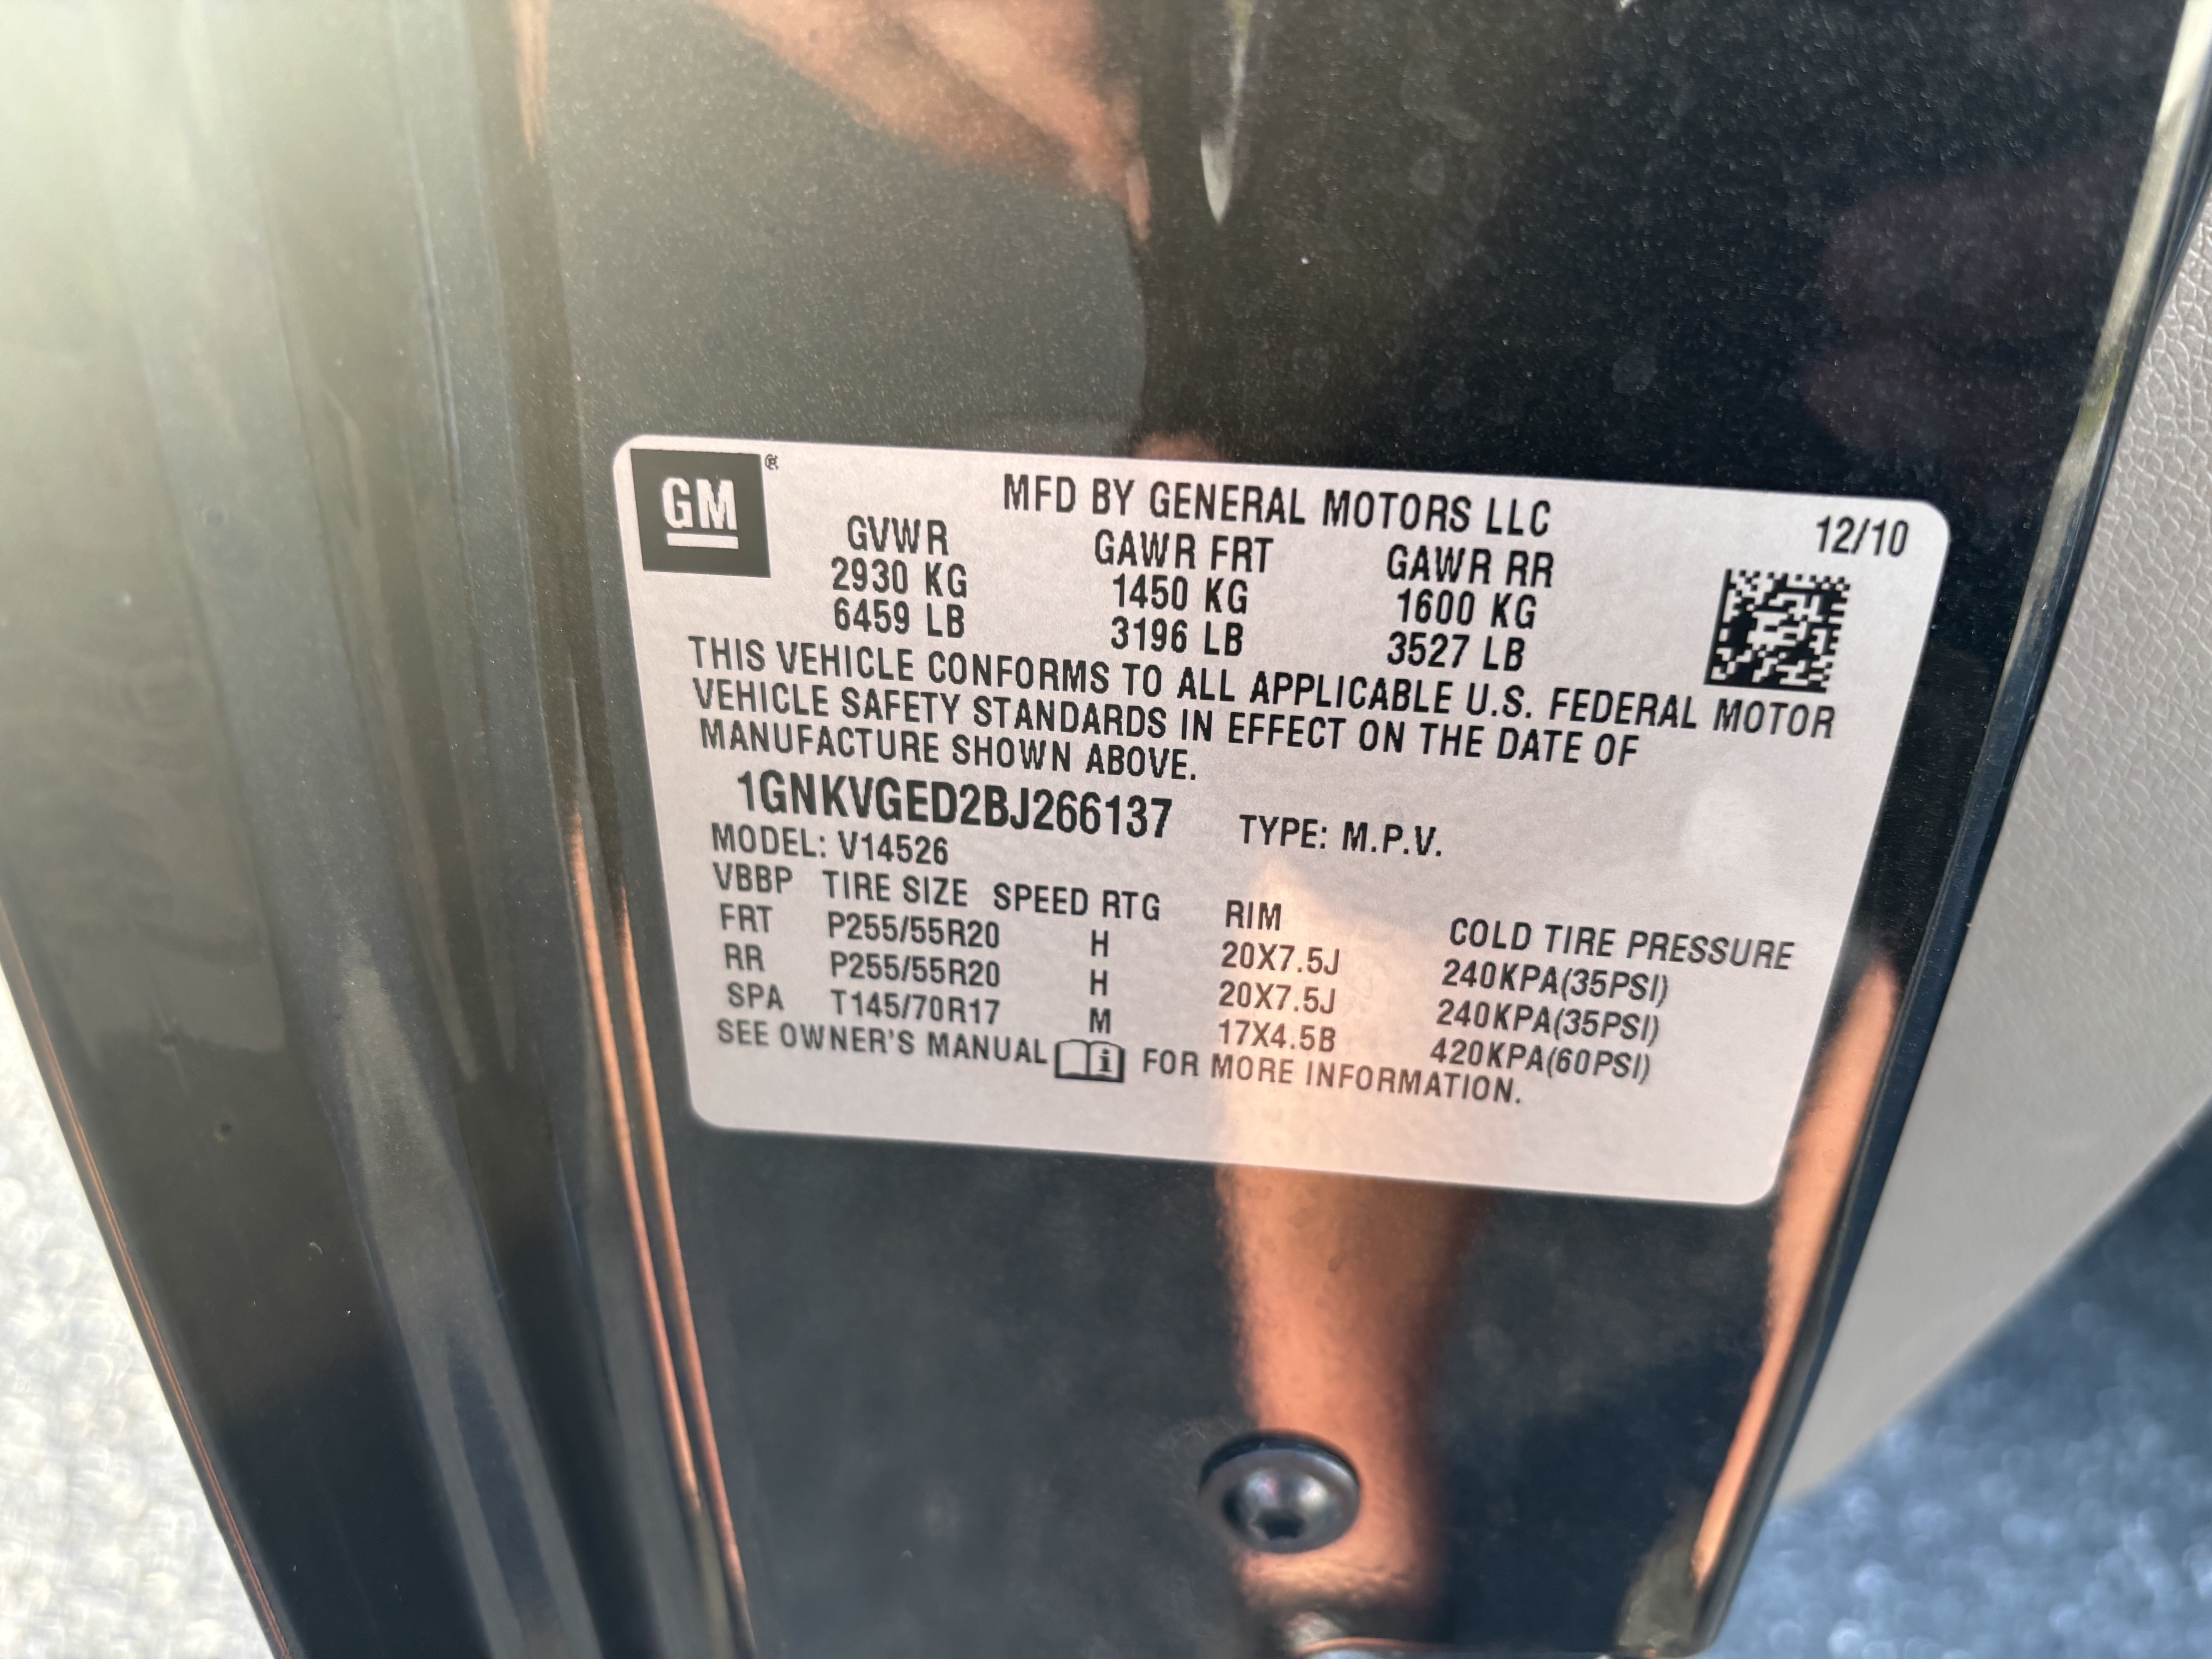 GM ®
MFD BY GENERAL MOTORS LLC 12/10
GVWR GAWR FRT GAWR RR
2930 KG 1450 KG 1600 KG
6459 LB 3196 LB 3527 LB
THIS VEHICLE CONFORMS TO ALL APPLICABLE U.S. FEDERAL MOTOR
VEHICLE SAFETY STANDARDS IN EFFECT ON THE DATE OF
MANUFACTURE SHOWN ABOVE.
1GNKVGED2BJ266137 TYPE: M.P.V.
MODEL: V14526
VBBP TIRE SIZE SPEED RTG RIM COLD TIRE PRESSURE
FRT P255/55R20 H 20X7.5J 240KPA(35PSI)
RR P255/55R20 H 20X7.5J 240KPA(35PSI)
SPA T145/70R17 M 17X4.5B 420KPA(60PSI)
SEE OWNER'S MANUAL i FOR MORE INFORMATION.